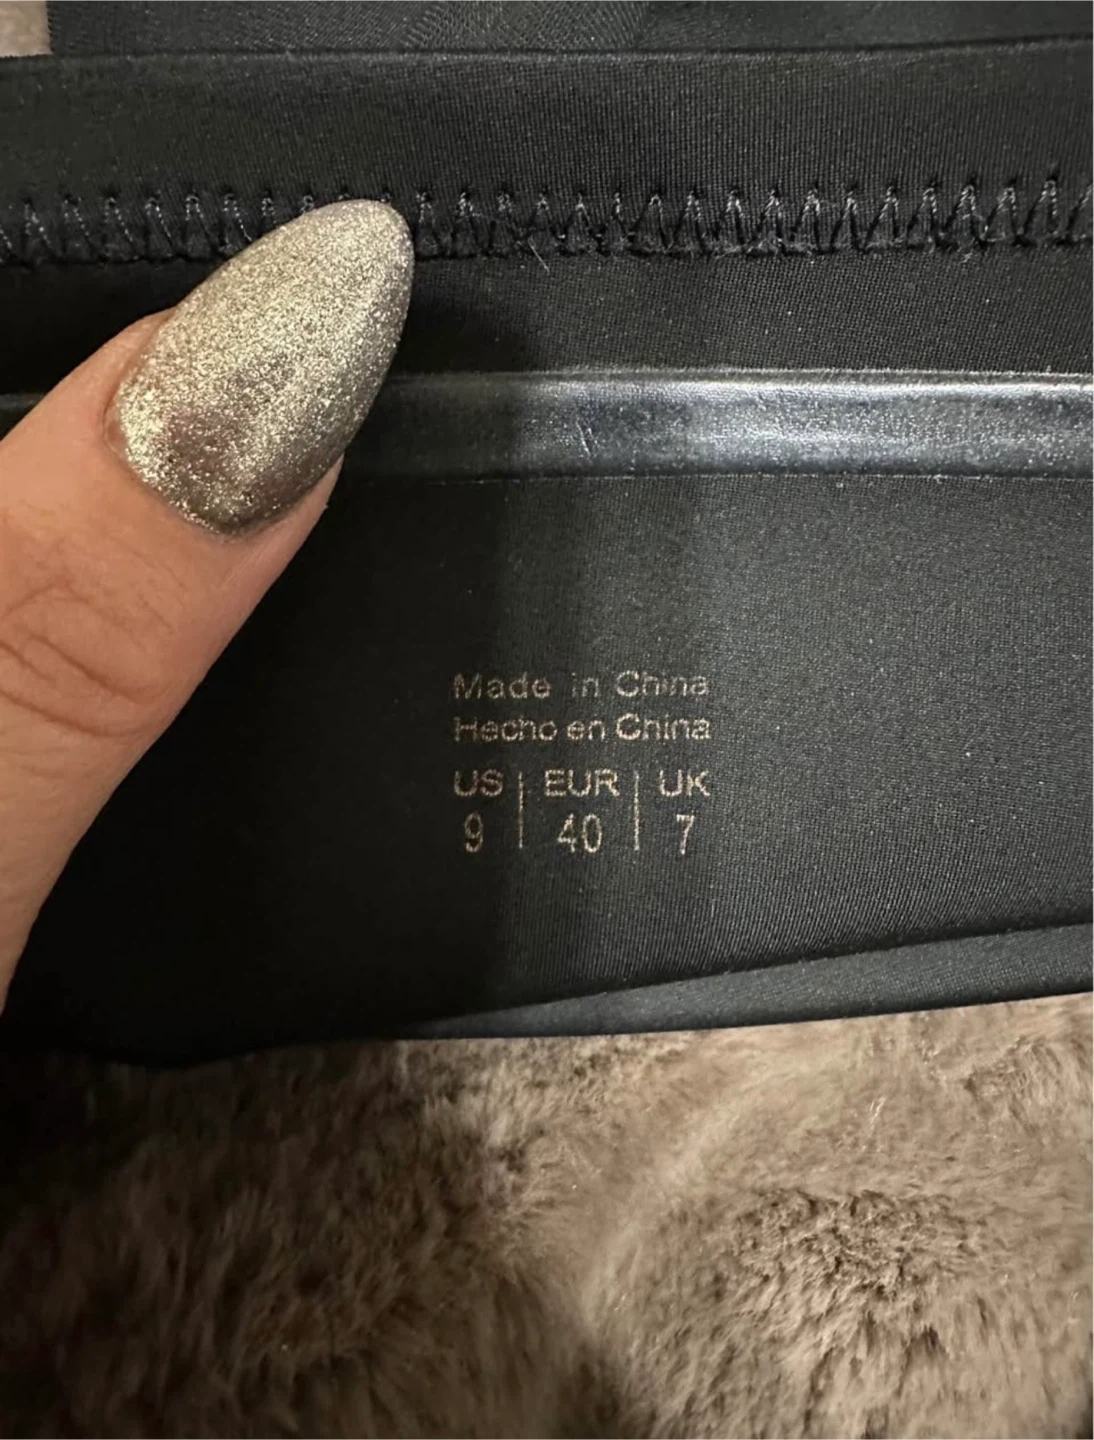 Made in China
Hecho en China
US | EUR | UK
9 | 40 | 7